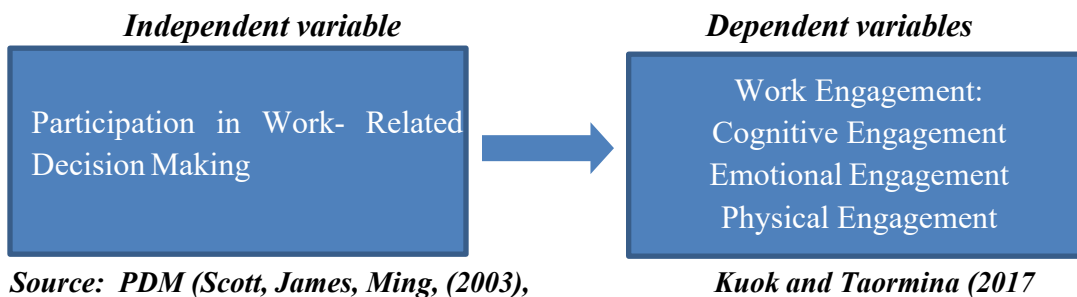 Independent variable
Dependent variables
Participation in Work- Related
Decision Making
Work Engagement:
Cognitive Engagement
Emotional Engagement
Physical Engagement
Source: PDM (Scott, James, Ming, (2003),
Kuok and Taormina (2017